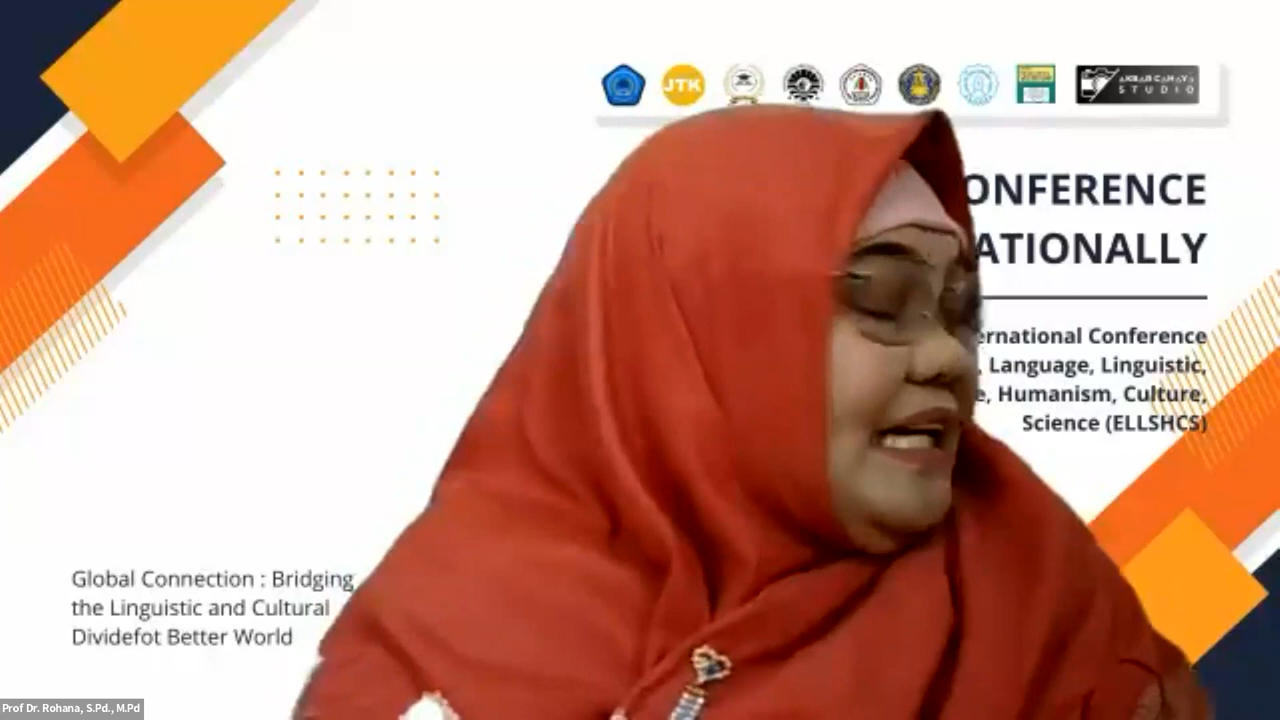 JTK
AKBAR CAHAYA
STUDIO
ONFERENCE
ATIONALLY
ernational Conference
, Language, Linguistic,
e, Humanism, Culture,
Science (ELLSHCS)
Global Connection : Bridging
the Linguistic and Cultural
Dividefot Better World
Prof Dr. Rohana, S.Pd., M.Pd